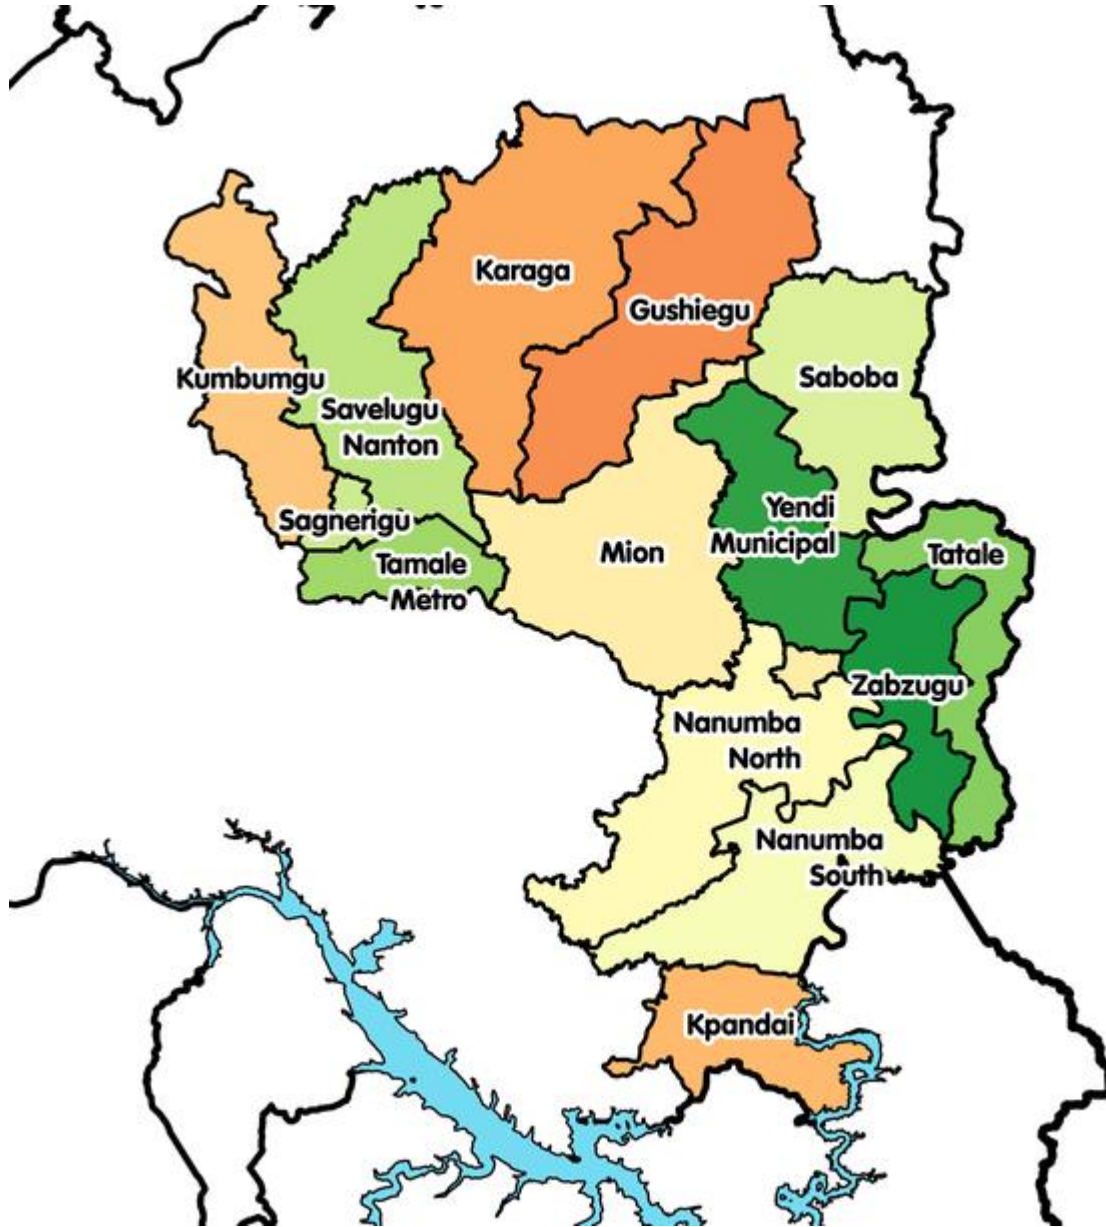 Karaga
Gushiegu
Kumbumgu
Saboba
Savelugu
Nanton
Sagnerigu
Yendi
Municipal
Mion
Tatale
Tamale
Metro
Zabzugu
Nanumba
North
Nanumba
South
Kpandai